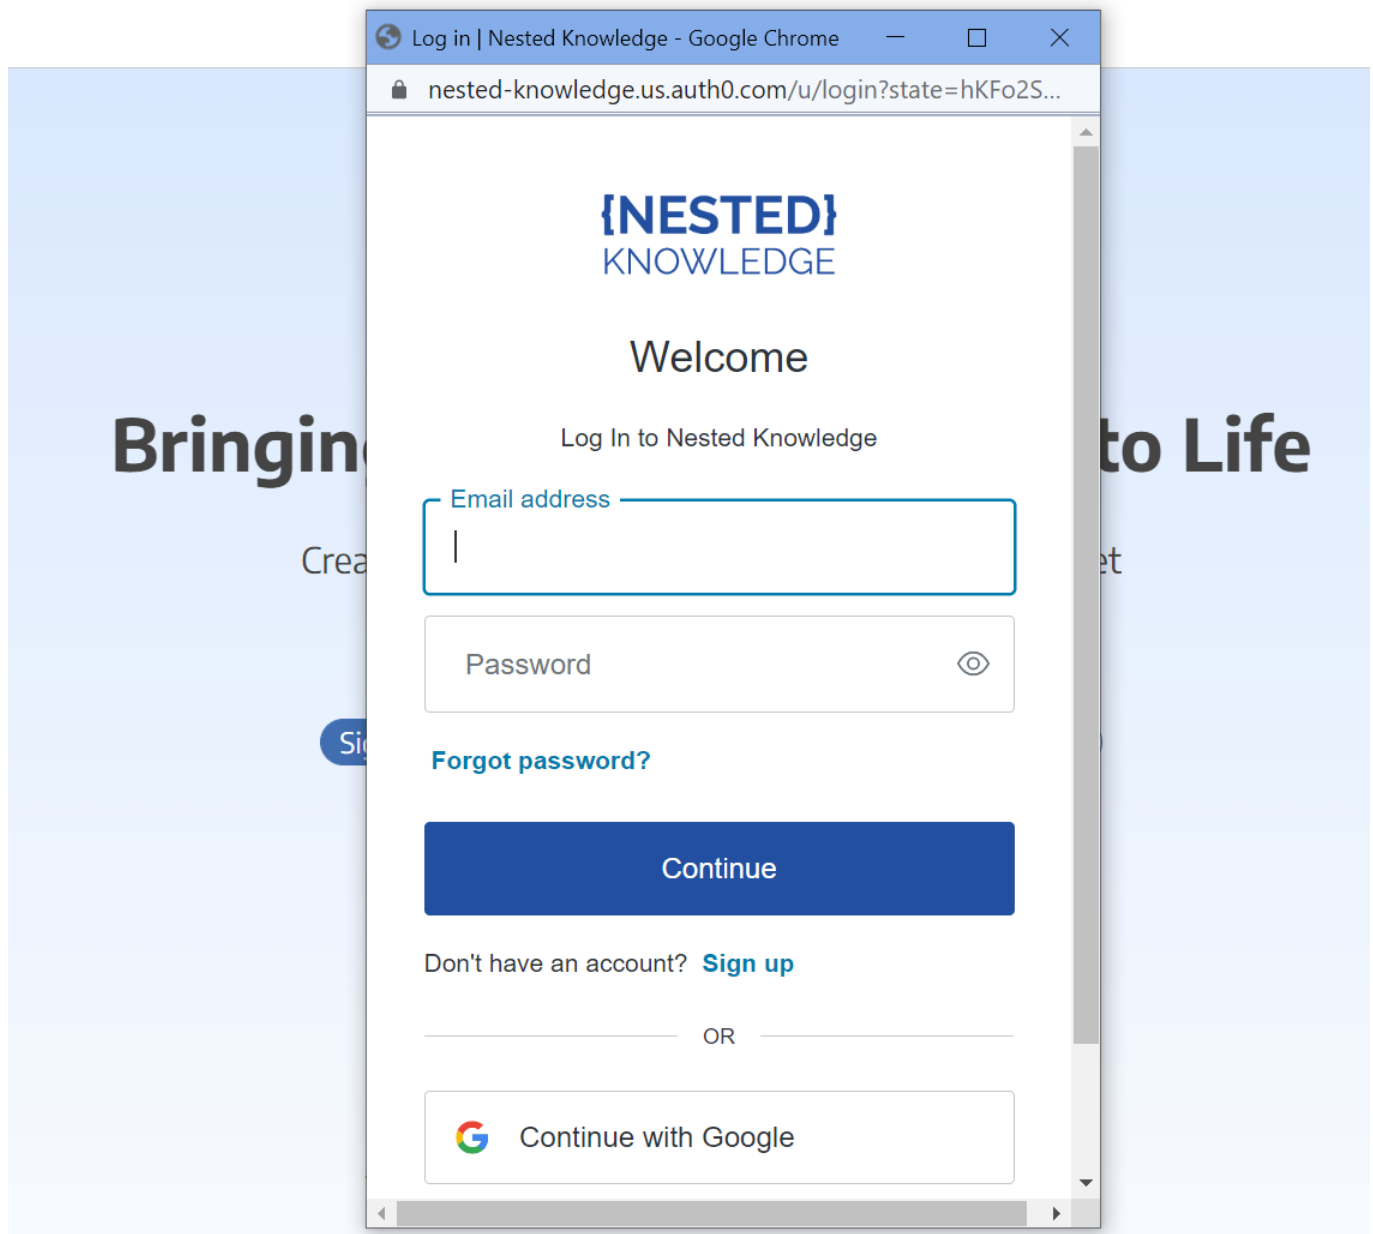 Log in | Nested Knowledge - Google Chrome
nested-knowledge.us.auth0.com/u/login?state=hKFo2S...
{NESTED}
KNOWLEDGE
Welcome
Bringing to Life
Log In to Nested Knowledge
Email address
Crea et
Password
Sig
Forgot password?
Continue
Don't have an account? Sign up
OR
Continue with Google